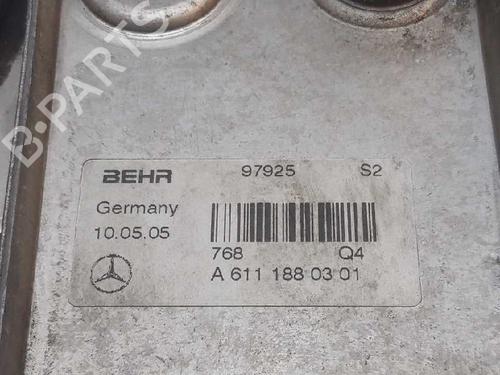 B-PARTS
BEHR 97925 S2
Germany
10.05.05
768 Q4
A 611 188 03 01